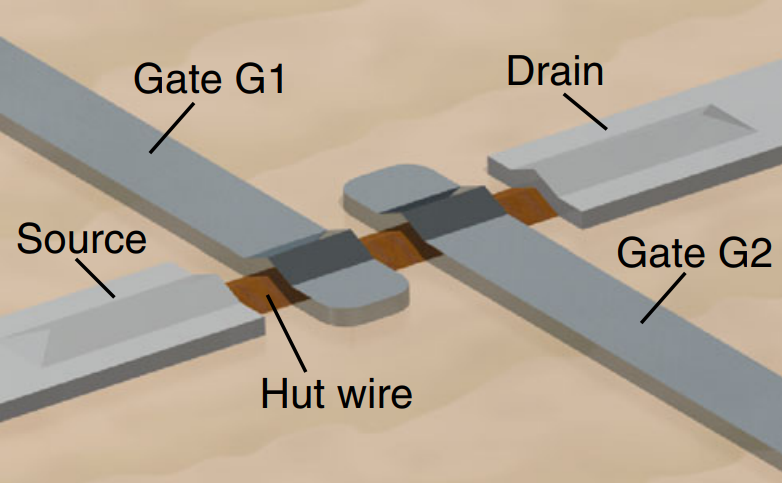 Gate G1
Drain
Source
Gate G2
Hut wire